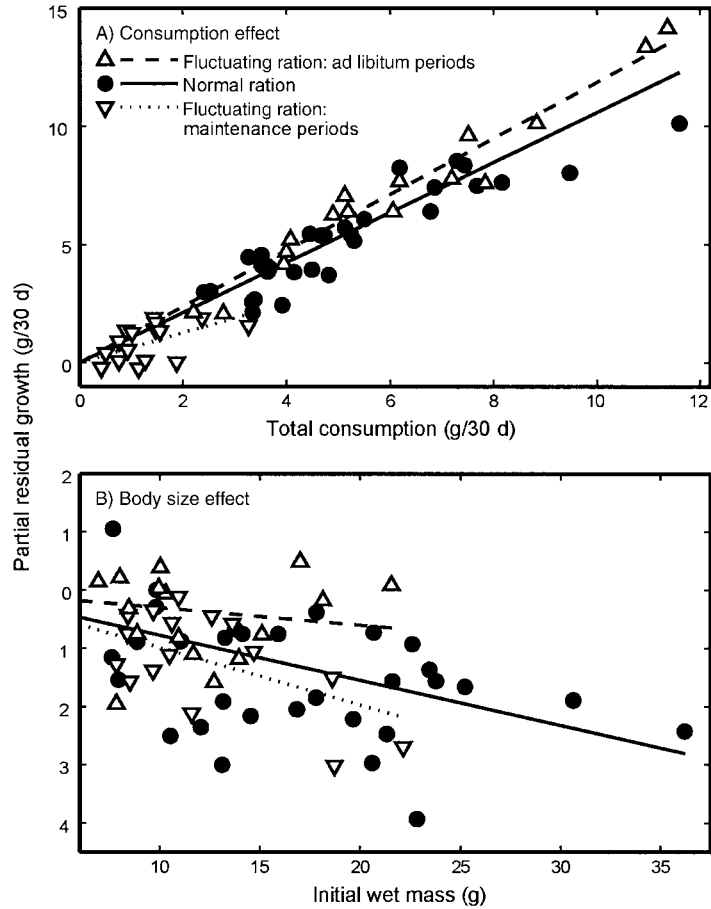 15
A) Consumption effect
Fluctuating ration: ad libitum periods
Normal ration
Fluctuating ration:
maintenance periods
10
5
0
0 2 4 6 8 10 12
Total consumption (g/30 d)
Partial residual growth (g/30 d)
2
B) Body size effect
1
0
1
2
3
4
10 15 20 25 30 35
Initial wet mass (g)